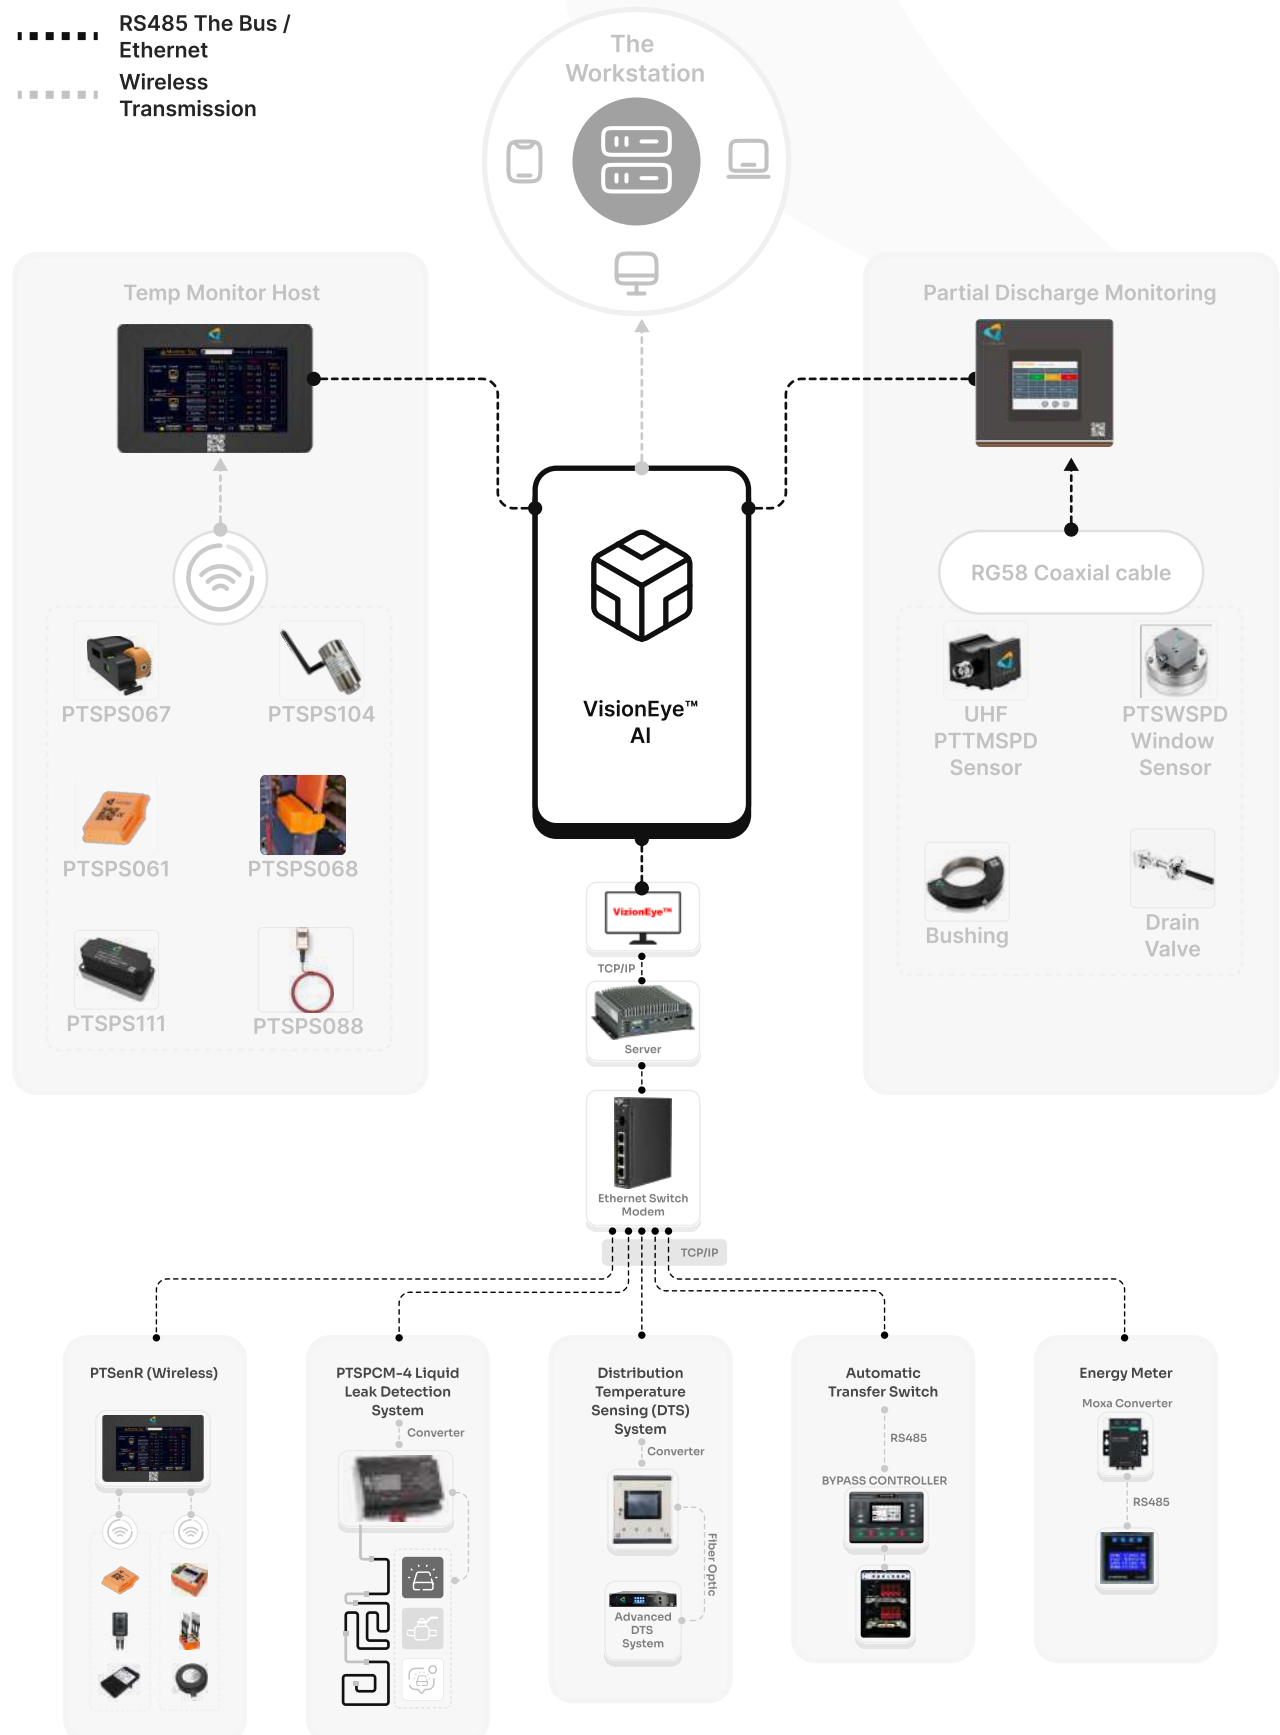 RS485 The Bus /
Ethernet
Wireless
Transmission
The
Workstation
Temp Monitor Host
Partial Discharge Monitoring
RG58 Coaxial cable
PTSPS067
PTSPS104
UHF
PTTMSPD
Sensor
PTSWSPD
Window
Sensor
VisionEye™
AI
PTSPS061
PTSPS068
Bushing
Drain
Valve
PTSPS111
PTSPS088
VizionEye™
TCP/IP
Server
Ethernet Switch
Modem
TCP/IP
PTSenR (Wireless)
PTSPCM-4 Liquid
Leak Detection
System
Converter
Distribution
Temperature
Sensing (DTS)
System
Converter
Fiber Optic
Advanced
DTS
System
Automatic
Transfer Switch
RS485
BYPASS CONTROLLER
Energy Meter
Moxa Converter
RS485